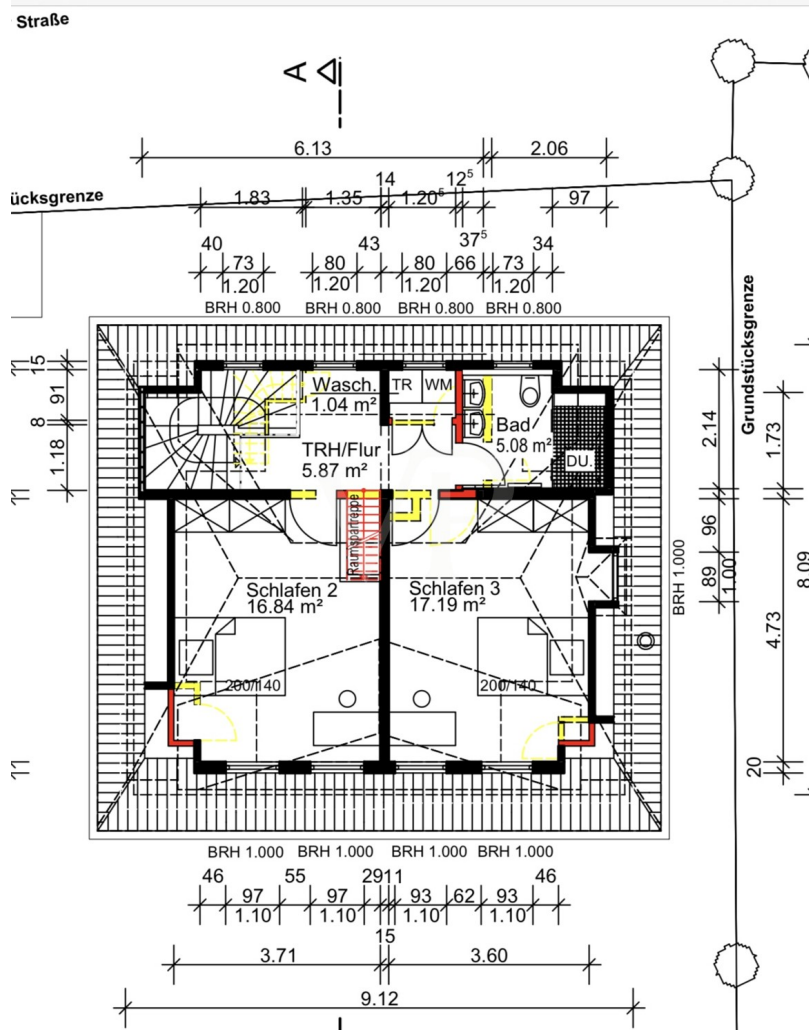 Straße
A
6.13
2.06
ücksgrenze
14
12⁵
1.83
1.35
1.20⁵
97
40
43
37⁵
34
73
80
80
66
73
1.20
1.20
1.20
1.20
BRH 0.800
BRH 0.800
BRH 0.800
BRH 0.800
Grundstücksgrenze
15
91
8
1.18
11
11
Wasch.
1.04 m²
TR
WM
Bad
5.08 m²
DU.
TRH/Flur
5.87 m²
Raumspartreppe
Schlafen 2
16.84 m²
Schlafen 3
17.19 m²
200/140
200/140
BRH 1.000
2.14
1.73
96
89
1.00
4.73
8.09
20
BRH 1.000
BRH 1.000
BRH 1.000
BRH 1.000
46
55
29
11
46
97
97
93
62
93
1.10
1.10
1.10
1.10
15
3.71
3.60
9.12